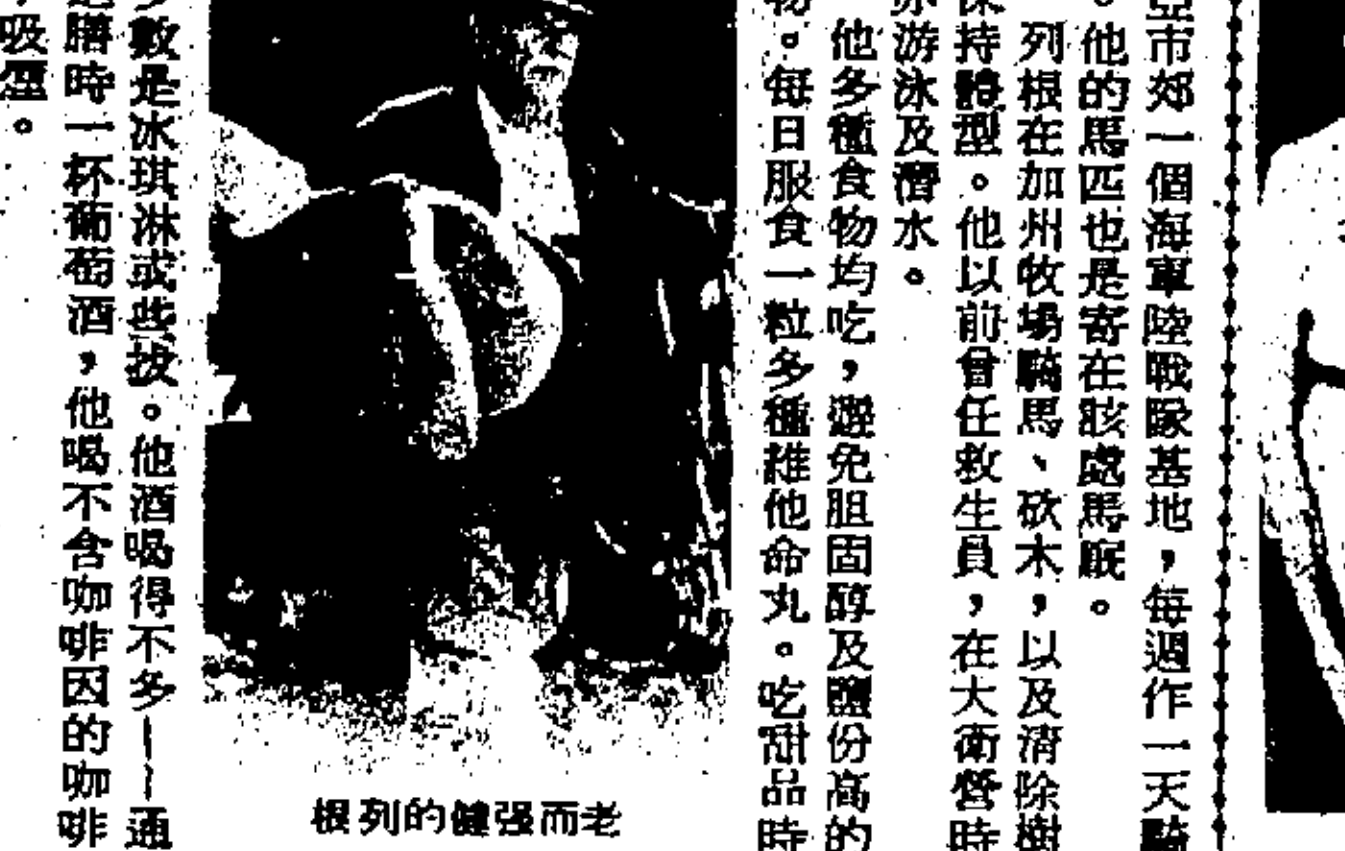 亞市郊一個海軍陸戰隊基地，每週作一天騎
。他的馬匹也是寄在該處馬廐。
列根在加州牧場騎馬、砍木，以及清除樹
保持體型。他以前曾任救生員，在大衛營時
亦游泳及潛水。
他多種食物均吃，避免胆固醇及鹽份高的
物。每日服食一粒多種維他命丸。吃甜品時
老而强健的列根
多數是冰琪淋或些披。他酒喝得不多——通
膳時一杯葡萄酒，他喝不含咖啡因的咖啡
吸煙。